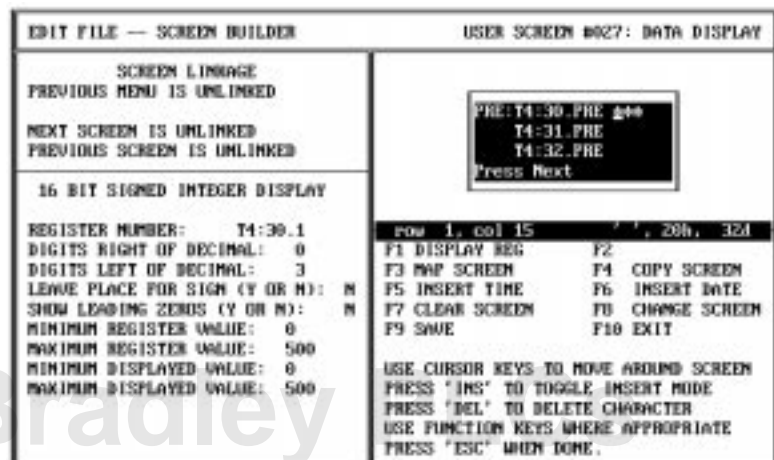 EDIT FILE — SCREEN BUILDER
USER SCREEN #027: DATA DISPLAY
SCREEN LINKAGE
PREVIOUS MENU IS UNLINKED
NEXT SCREEN IS UNLINKED
PREVIOUS SCREEN IS UNLINKED
16 BIT SIGNED INTEGER DISPLAY
REGISTER NUMBER: T4:30.1
DIGITS RIGHT OF DECIMAL: 0
DIGITS LEFT OF DECIMAL: 3
LEAVE PLACE FOR SIGN (Y OR N): N
SHOW LEADING ZEROS (Y OR N): N
MINIMUM REGISTER VALUE: 0
MAXIMUM REGISTER VALUE: 500
MINIMUM DISPLAYED VALUE: 0
MAXIMUM DISPLAYED VALUE: 500
PRE:T4:30.PRE
T4:31.PRE
T4:32.PRE
Press Next
row 1, col 15 ' ', 20h, 32d
F1 DISPLAY REG F2
F3 MAP SCREEN F4 COPY SCREEN
F5 INSERT TIME F6 INSERT DATE
F7 CLEAR SCREEN F8 CHANGE SCREEN
F9 SAVE F10 EXIT
USE CURSOR KEYS TO MOVE AROUND SCREEN
PRESS 'INS' TO TOGGLE INSERT MODE
PRESS 'DEL' TO DELETE CHARACTER
USE FUNCTION KEYS WHERE APPROPRIATE
PRESS 'ESC' WHEN DONE.
Bradley